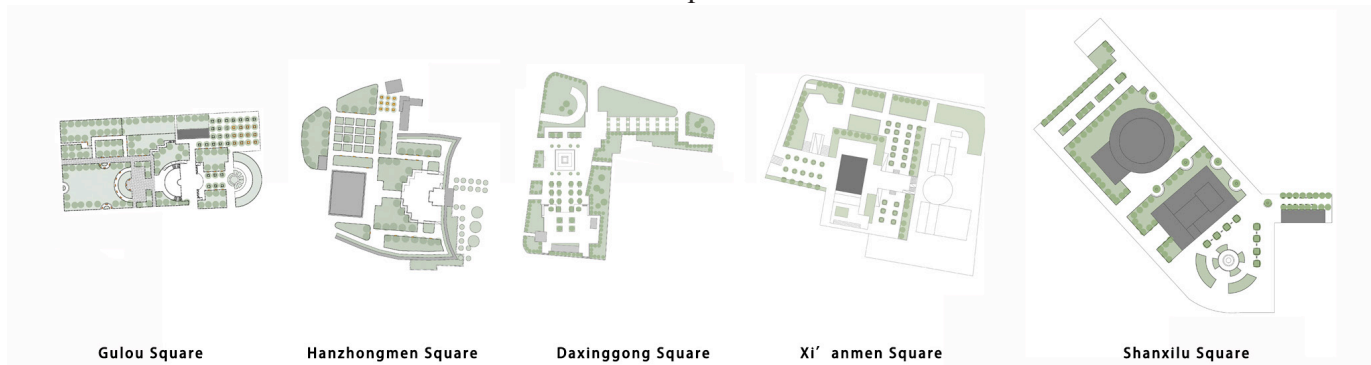 Gulou Square
Hanzhongmen Square
Daxinggong Square
Xi′anmen Square
Shanxilu Square